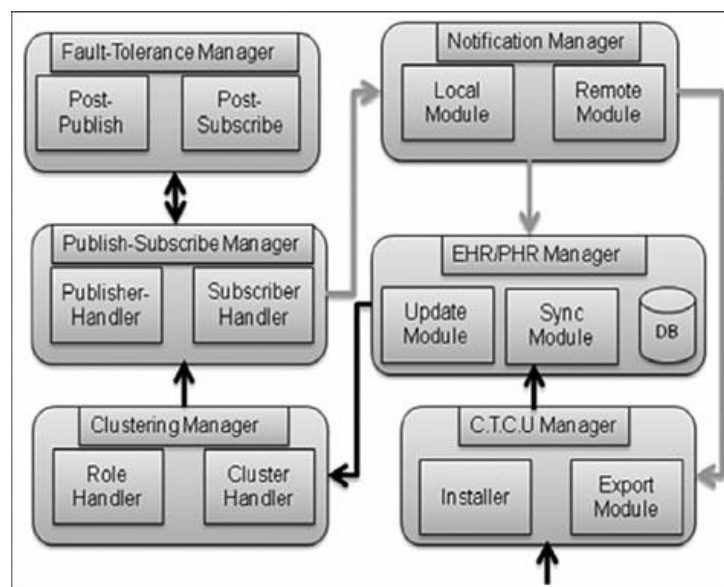 Fault-Tolerance Manager
Post-
Publish
Post-
Subscribe
Notification Manager
Local
Module
Remote
Module
Publish-Subscribe Manager
Publisher-
Handler
Subscriber
Handler
EHR/PHR Manager
Update
Module
Sync
Module
DB
Clustering Manager
Role
Handler
Cluster
Handler
C.T.C.U Manager
Installer
Export
Module